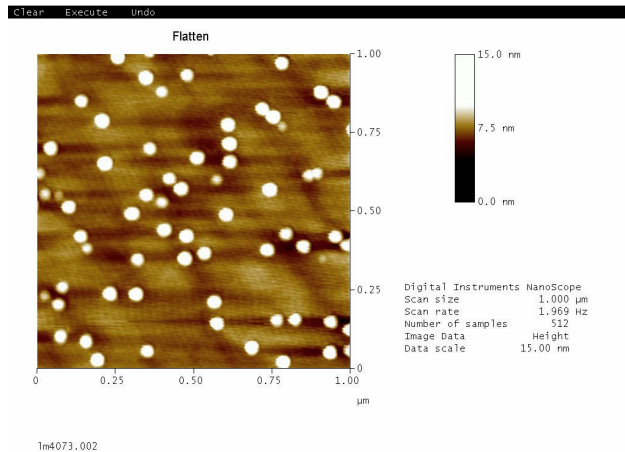 Clear Execute Undo
Flatten
1.00
0.75
0.50
0.25
0
0 0.25 0.50 0.75 1.00
µm
15.0 nm
7.5 nm
0.0 nm
Digital Instruments NanoScope
Scan size 1.000 µm
Scan rate 1.969 Hz
Number of samples 512
Image Data Height
Data scale 15.00 nm
lm4073.002